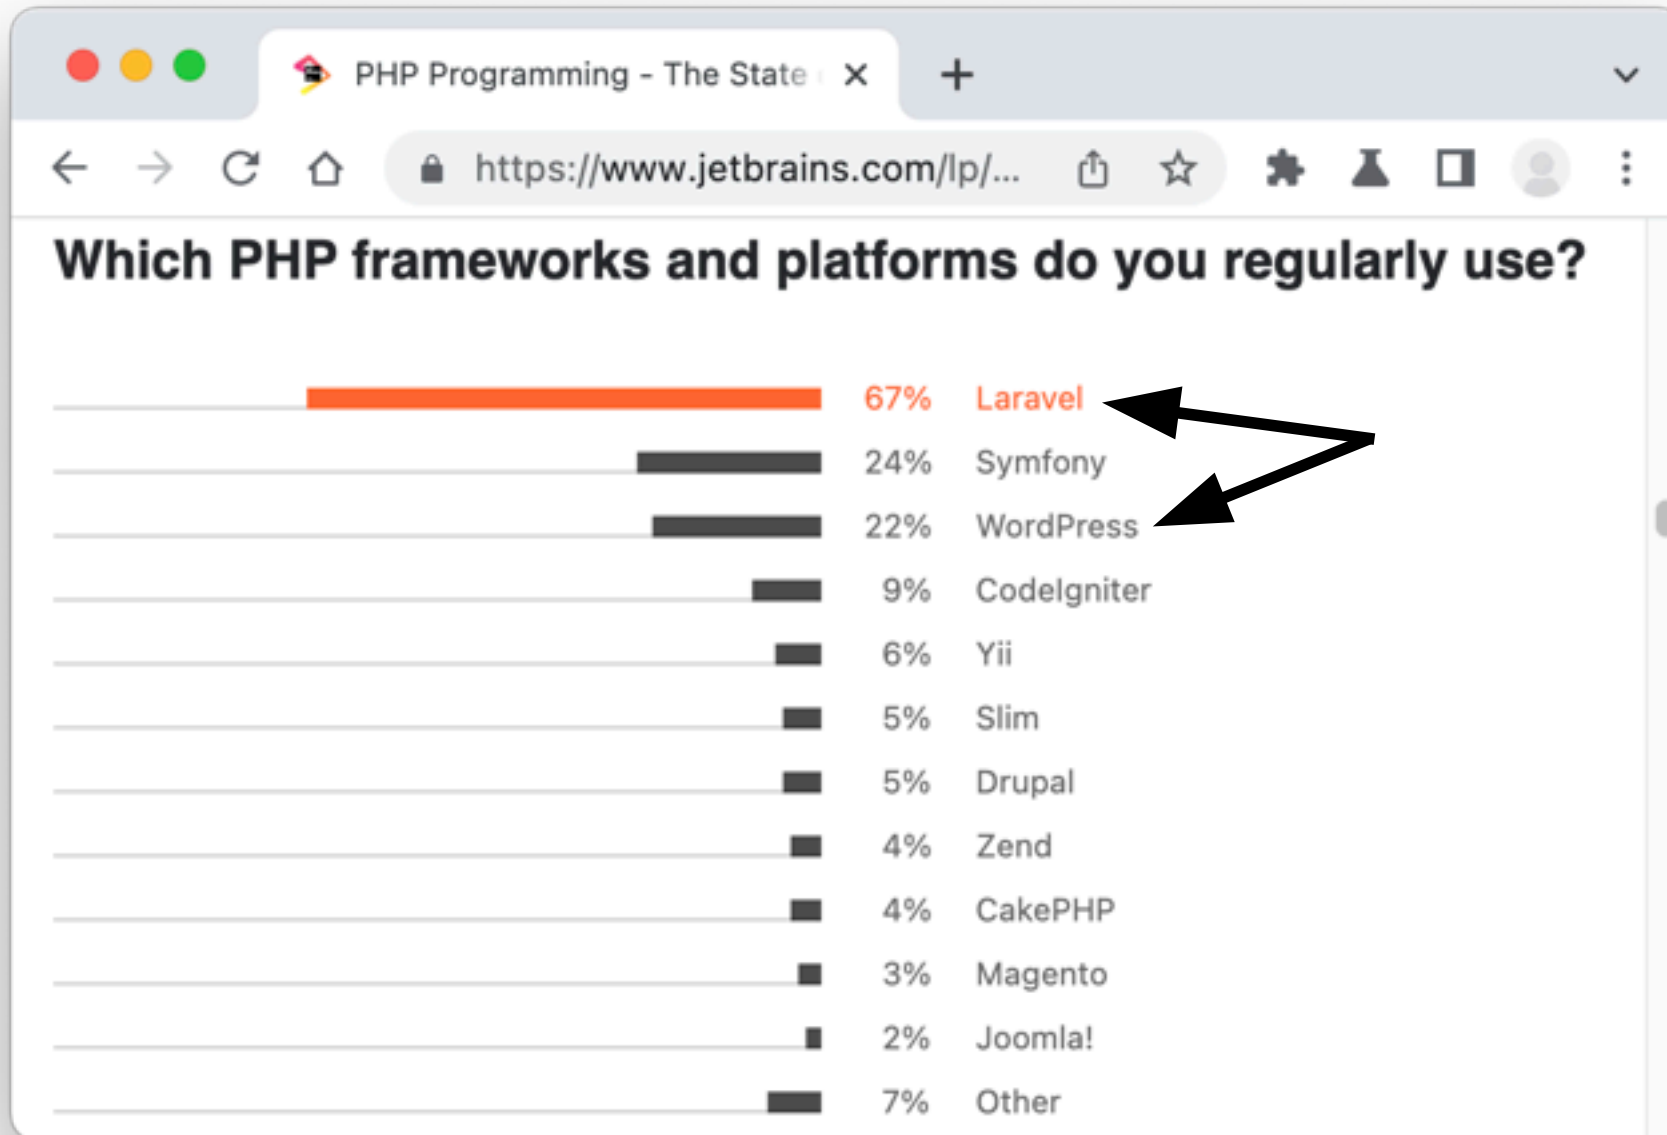 PHP Programming - The State
https://www.jetbrains.com/lp/...
Which PHP frameworks and platforms do you regularly use?
67% Laravel
24% Symfony
22% WordPress
9% CodeIgniter
6% Yii
5% Slim
5% Drupal
4% Zend
4% CakePHP
3% Magento
2% Joomla!
7% Other